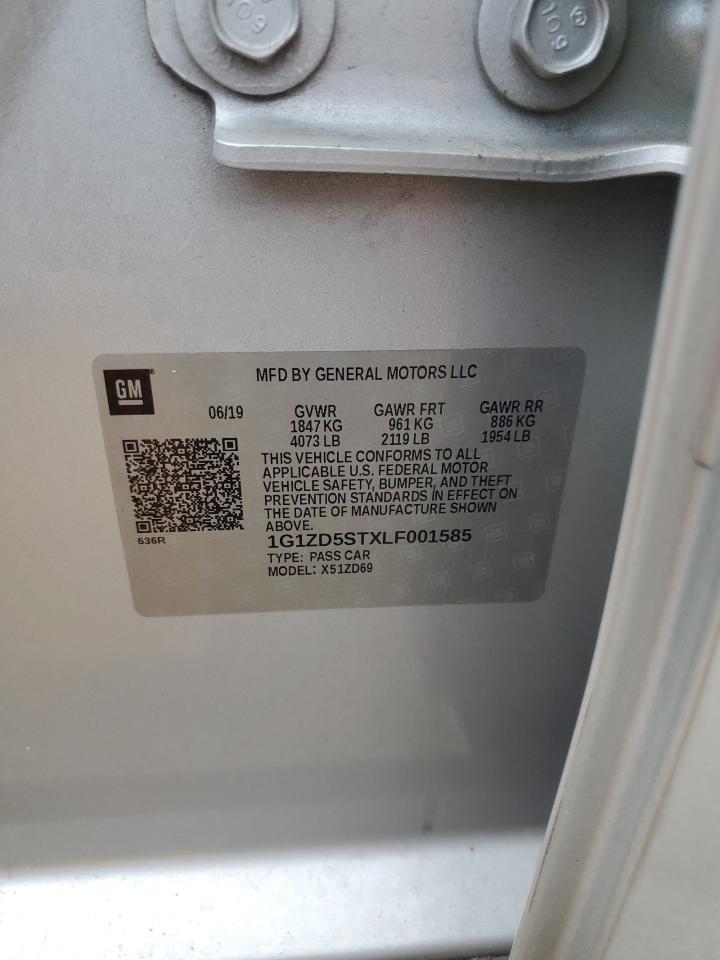 109
109
GM
MFD BY GENERAL MOTORS LLC
06/19 GVWR GAWR FRT GAWR RR
1847 KG 961 KG 886 KG
4073 LB 2119 LB 1954 LB
THIS VEHICLE CONFORMS TO ALL
APPLICABLE U.S. FEDERAL MOTOR
VEHICLE SAFETY, BUMPER, AND THEFT
PREVENTION STANDARDS IN EFFECT ON
THE DATE OF MANUFACTURE SHOWN
ABOVE.
636R
1G1ZD5STXLF001585
TYPE: PASS CAR
MODEL: X51ZD69